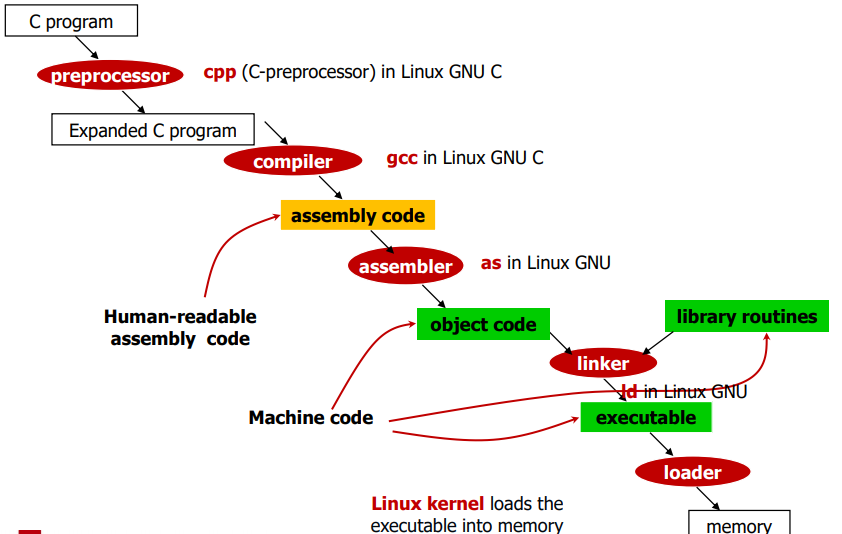 C program
preprocessor
cpp (C-preprocessor) in Linux GNU C
Expanded C program
compiler
gcc in Linux GNU C
assembly code
assembler
as in Linux GNU
Human-readable
assembly code
object code
library routines
linker
ld in Linux GNU
Machine code
executable
loader
Linux kernel loads the
executable into memory
memory